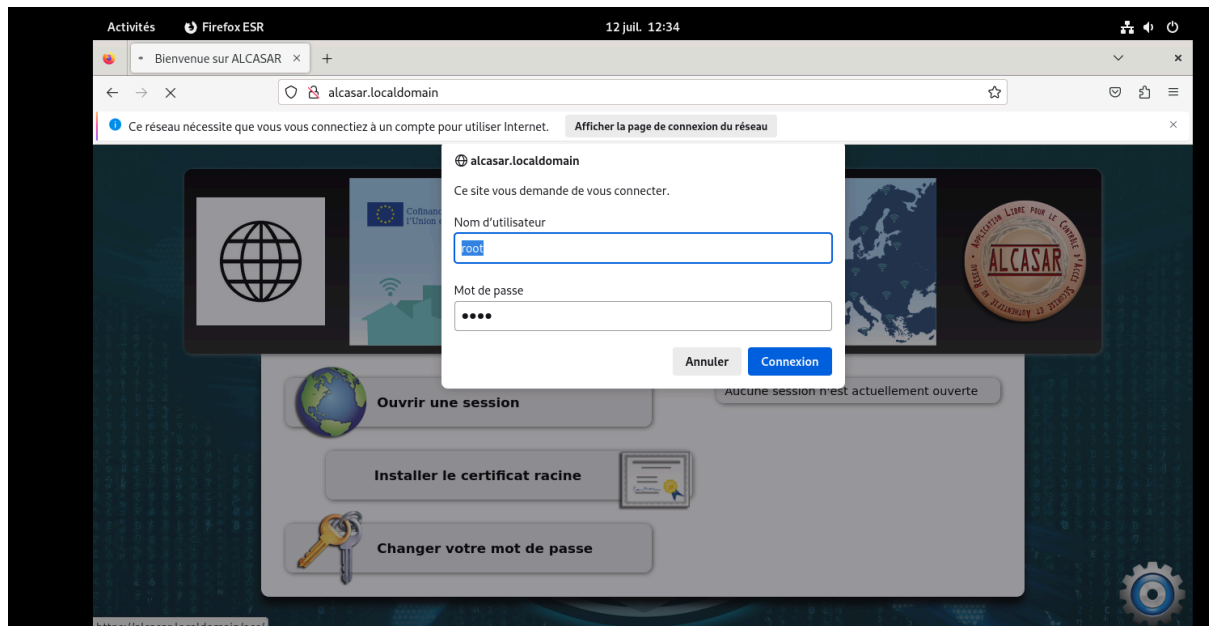 Activités Firefox ESR 12 juil. 12:34
Bienvenue sur ALCASAR
alcasar.localdomain
Ce réseau nécessite que vous vous connectiez à un compte pour utiliser Internet. Afficher la page de connexion du réseau
alcasar.localdomain
Ce site vous demande de vous connecter.
Nom d'utilisateur
root
Mot de passe
••••
Annuler Connexion
ALCASAR
Ouvrir une session
Aucune session n'est actuellement ouverte
Installer le certificat racine
Changer votre mot de passe